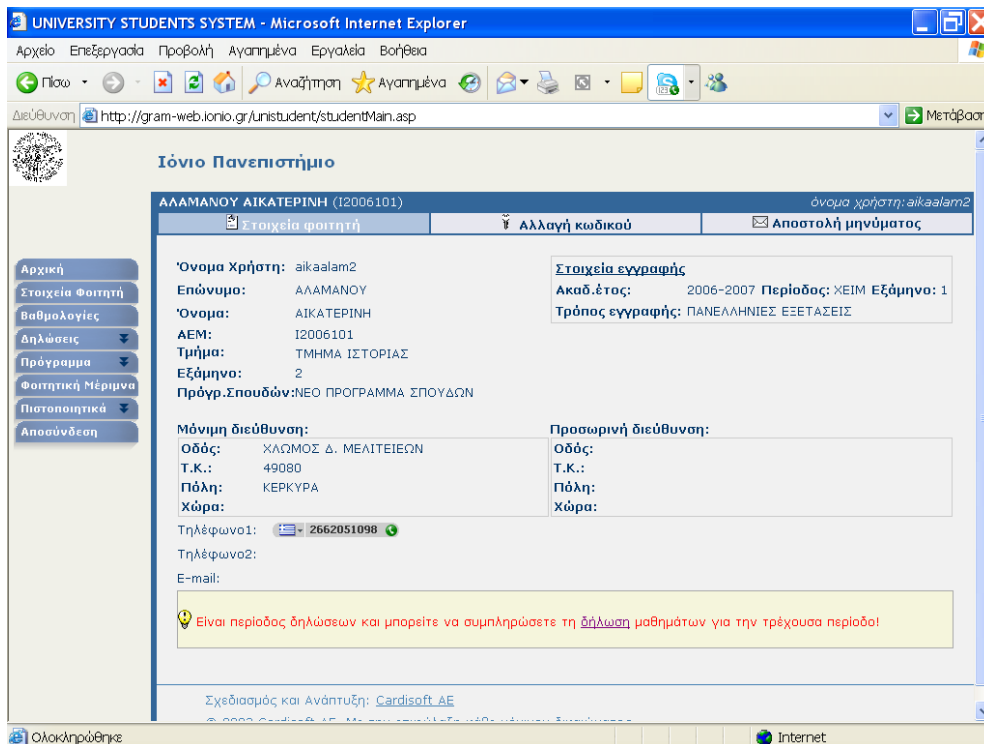 UNIVERSITY STUDENTS SYSTEM - Microsoft Internet Explorer
Αρχείο Επεξεργασία Προβολή Αγαπημένα Εργαλεία Βοήθεια
Πίσω Αναζήτηση Αγαπημένα
Διεύθυνση http://gram-web.ionio.gr/unistudent/studentMain.asp Μετάβαση
Ιόνιο Πανεπιστήμιο
ΑΛΑΜΑΝΟΥ ΑΙΚΑΤΕΡΙΝΗ (Ι2006101) όνομα χρήστη: aikaalam2
Στοιχεία φοιτητή Αλλαγή κωδικού Αποστολή μηνύματος
Αρχική
Στοιχεία Φοιτητή
Βαθμολογίες
Δηλώσεις
Πρόγραμμα
Φοιτητική Μέριμνα
Πιστοποιητικά
Αποσύνδεση
Όνομα Χρήστη: aikaalam2
Επώνυμο: ΑΛΑΜΑΝΟΥ
Όνομα: ΑΙΚΑΤΕΡΙΝΗ
ΑΕΜ: Ι2006101
Τμήμα: ΤΜΗΜΑ ΙΣΤΟΡΙΑΣ
Εξάμηνο: 2
Πρόγρ.Σπουδών: ΝΕΟ ΠΡΟΓΡΑΜΜΑ ΣΠΟΥΔΩΝ
Στοιχεία εγγραφής
Ακαδ.έτος: 2006-2007 Περίοδος: ΧΕΙΜ Εξάμηνο: 1
Τρόπος εγγραφής: ΠΑΝΕΛΛΗΝΙΕΣ ΕΞΕΤΑΣΕΙΣ
Μόνιμη διεύθυνση:
Οδός: ΧΛΩΜΟΣ Δ. ΜΕΛΙΤΕΙΕΩΝ
Τ.Κ.: 49080
Πόλη: ΚΕΡΚΥΡΑ
Χώρα:
Προσωρινή διεύθυνση:
Οδός:
Τ.Κ.:
Πόλη:
Χώρα:
Τηλέφωνο1: 2662051098
Τηλέφωνο2:
E-mail:
Είναι περίοδος δηλώσεων και μπορείτε να συμπληρώσετε τη δήλωση μαθημάτων για την τρέχουσα περίοδο!
Σχεδιασμός και Ανάπτυξη: Cardisoft ΑΕ
Ολοκληρώθηκε Internet